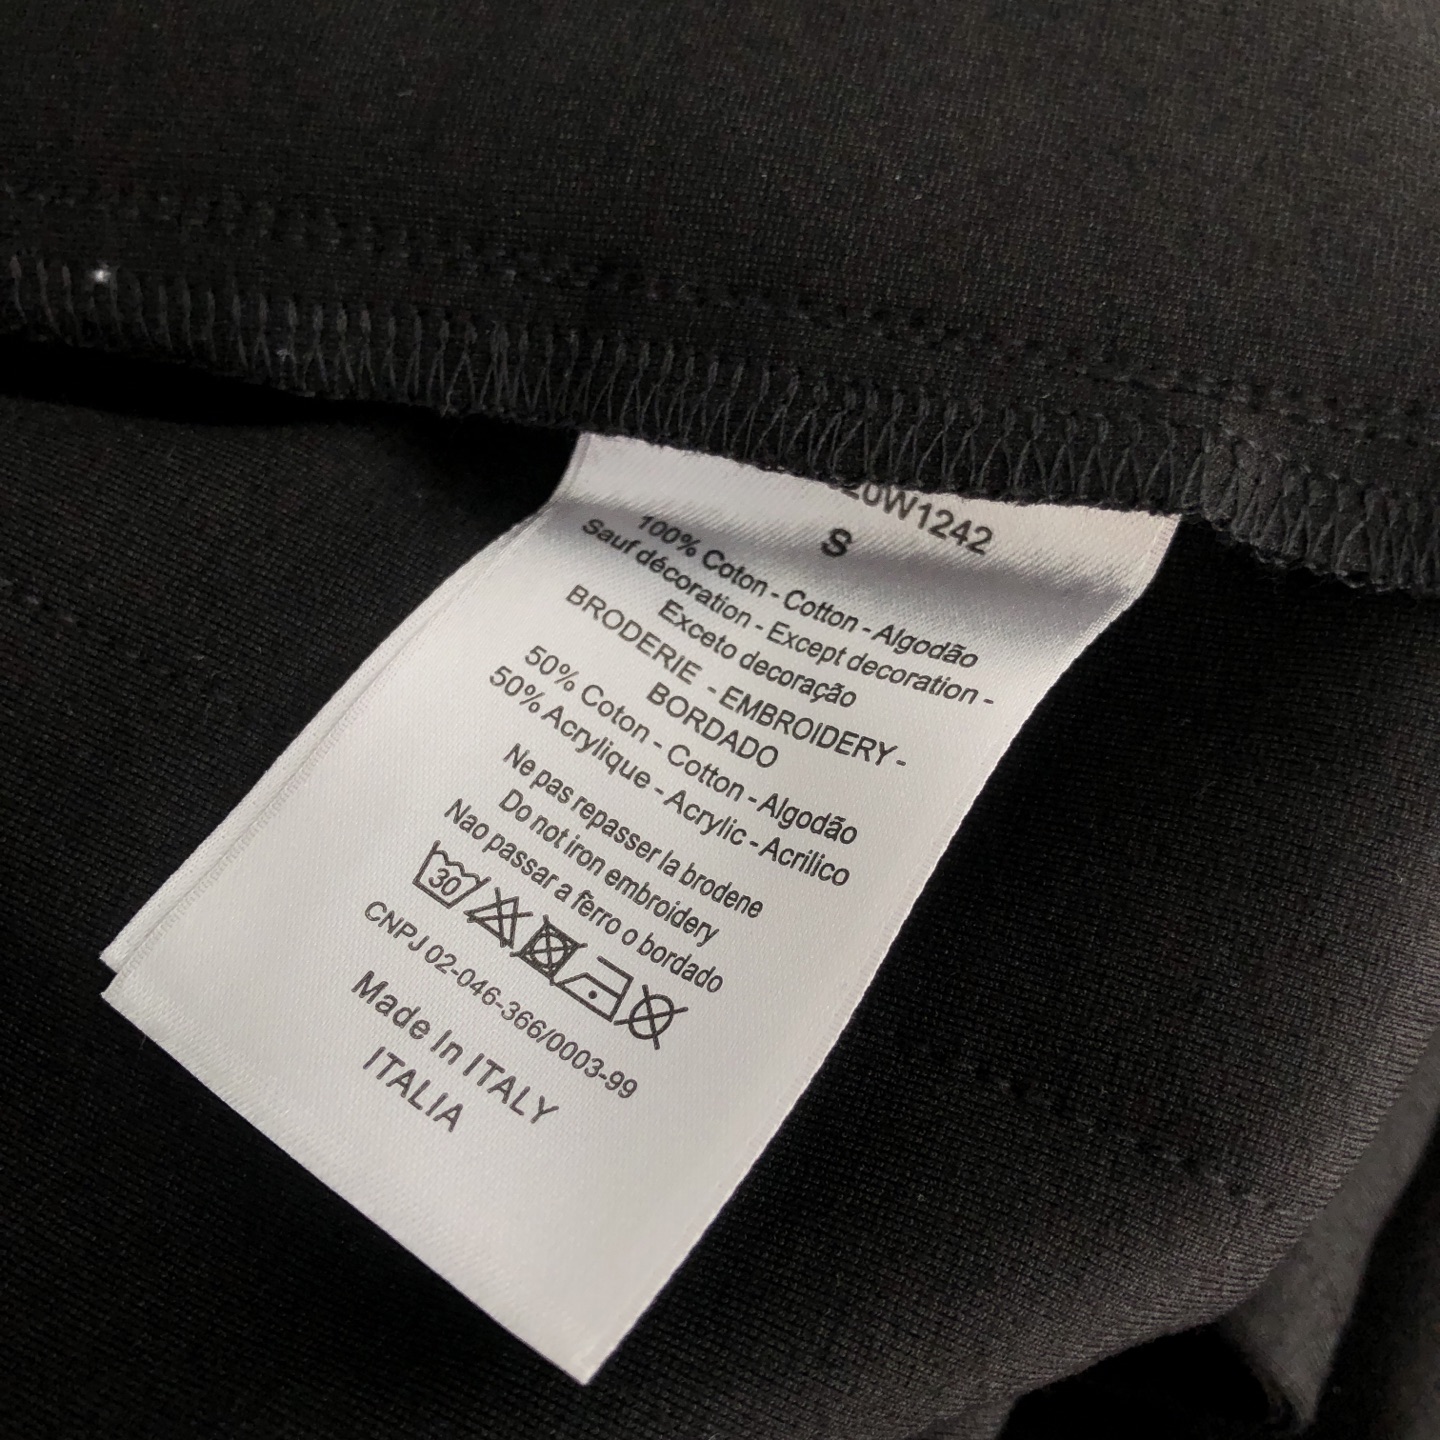 20W1242
S
100% Coton - Cotton - Algodão
Sauf décoration - Except decoration -
Exceto decoração
BRODERIE - EMBROIDERY -
BORDADO
50% Coton - Cotton - Algodão
50% Acrylique - Acrylic - Acrilico
Ne pas repasser la brodene
Do not iron embroidery
Nao passar a ferro o bordado
30
CNPJ 02-046-366/0003-99
Made In ITALY
ITALIA